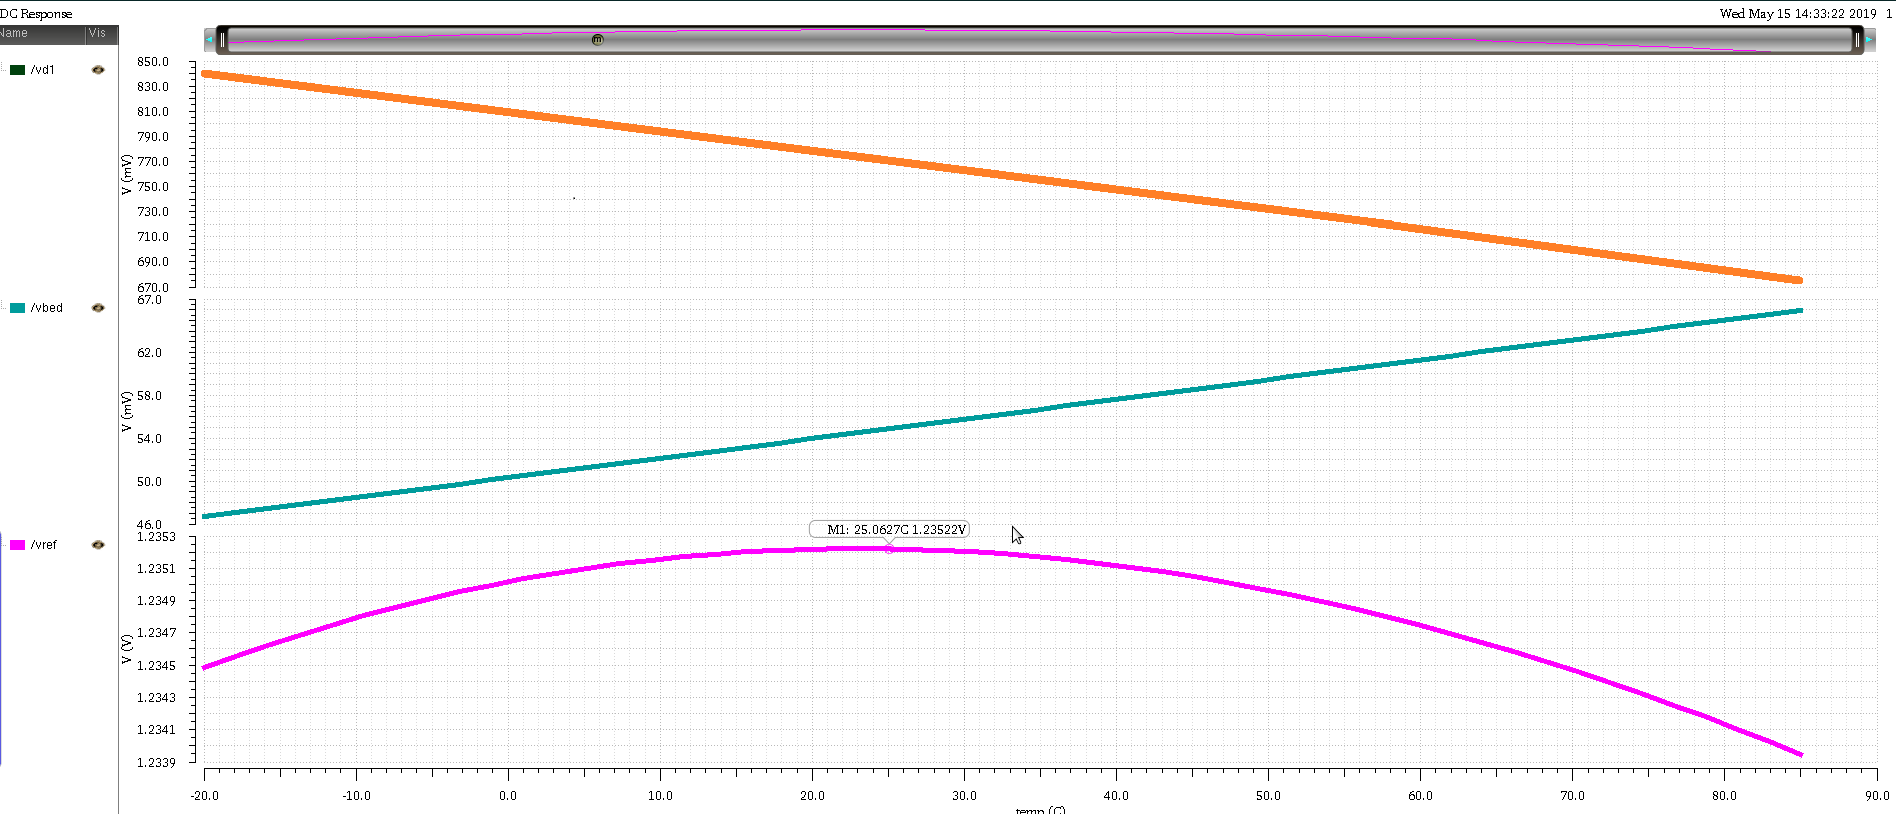 DC Response
Wed May 15 14:33:22 2019 1
Name Vis
m
/vd1
850.0
830.0
810.0
790.0
770.0
750.0
730.0
710.0
690.0
670.0
V (mV)
/vbed
67.0
62.0
58.0
54.0
50.0
46.0
V (mV)
M1: 25.0627C 1.23522V
/vref
1.2353
1.2351
1.2349
1.2347
1.2345
1.2343
1.2341
1.2339
V (V)
-20.0 -10.0 0.0 10.0 20.0 30.0 40.0 50.0 60.0 70.0 80.0 90.0
temp (C)